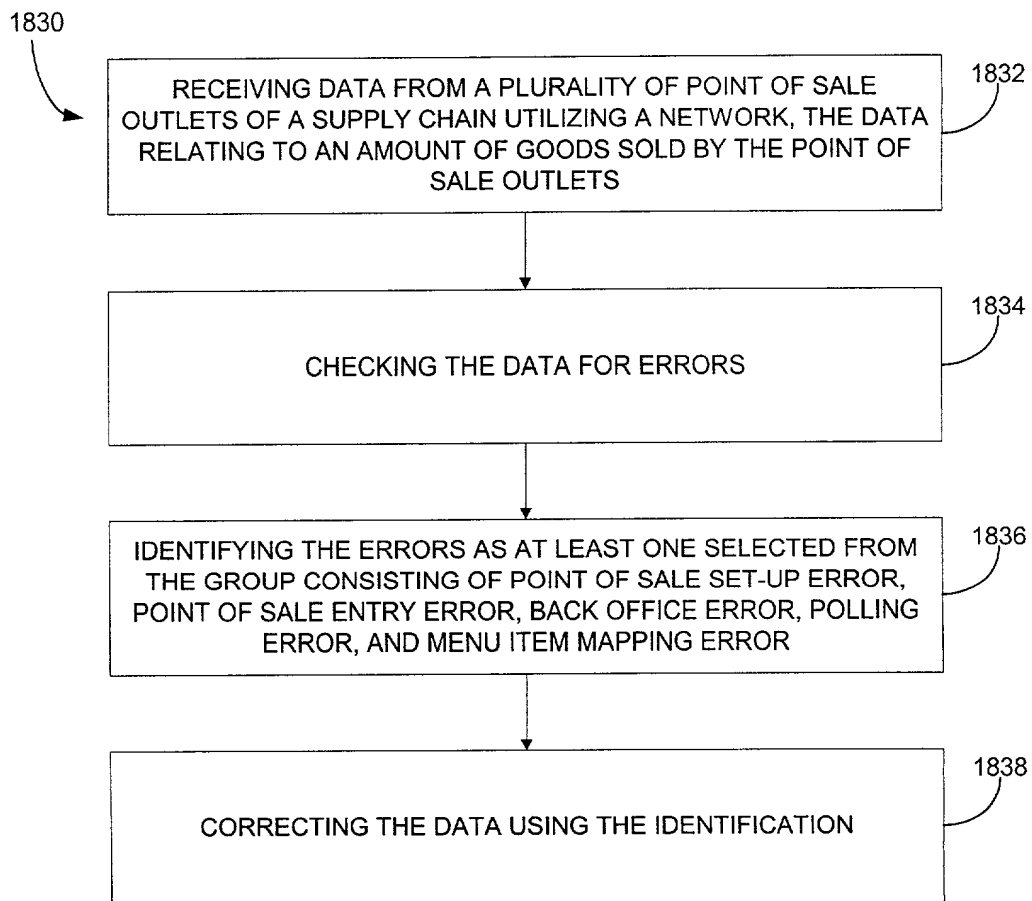 1830
1832
RECEIVING DATA FROM A PLURALITY OF POINT OF SALE
OUTLETS OF A SUPPLY CHAIN UTILIZING A NETWORK, THE DATA
RELATING TO AN AMOUNT OF GOODS SOLD BY THE POINT OF
SALE OUTLETS
1834
CHECKING THE DATA FOR ERRORS
1836
IDENTIFYING THE ERRORS AS AT LEAST ONE SELECTED FROM
THE GROUP CONSISTING OF POINT OF SALE SET-UP ERROR,
POINT OF SALE ENTRY ERROR, BACK OFFICE ERROR, POLLING
ERROR, AND MENU ITEM MAPPING ERROR
1838
CORRECTING THE DATA USING THE IDENTIFICATION